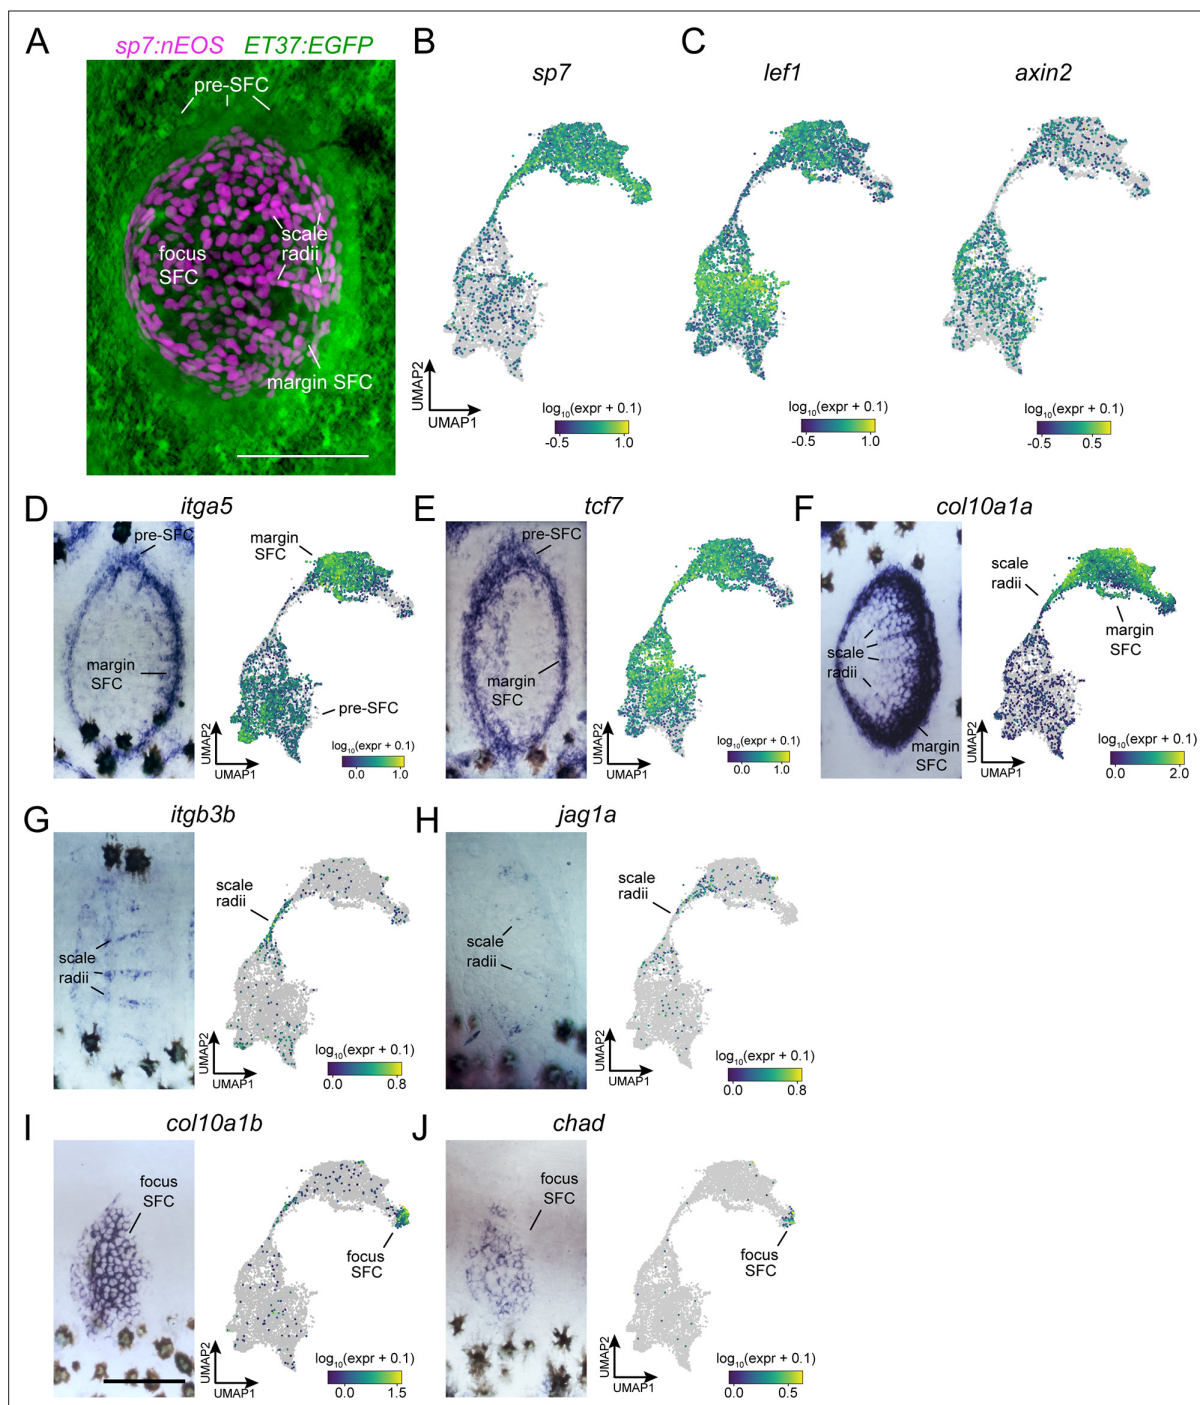 A
sp7:nEOS ET37:EGFP
pre-SFC
scale
radii
focus
SFC
margin SFC
B
sp7
UMAP2
UMAP1
log10(expr + 0.1)
-0.5 1.0
C
lef1
log10(expr + 0.1)
-0.5 1.0
axin2
log10(expr + 0.1)
-0.5 0.5
D
itga5
pre-SFC
margin
SFC
margin
SFC
pre-SFC
UMAP2
UMAP1
log10(expr + 0.1)
0.0 1.0
E
tcf7
pre-SFC
margin
SFC
UMAP2
UMAP1
log10(expr + 0.1)
0.0 1.0
F
col10a1a
scale
radii
margin
SFC
scale
radii
margin
SFC
UMAP2
UMAP1
log10(expr + 0.1)
0.0 2.0
G
itgb3b
scale
radii
scale
radii
UMAP2
UMAP1
log10(expr + 0.1)
0.0 0.8
H
jag1a
scale
radii
scale
radii
UMAP2
UMAP1
log10(expr + 0.1)
0.0 0.8
I
col10a1b
focus
SFC
focus
SFC
UMAP2
UMAP1
log10(expr + 0.1)
0.0 1.5
J
chad
focus
SFC
focus
SFC
UMAP2
UMAP1
log10(expr + 0.1)
0.0 0.5